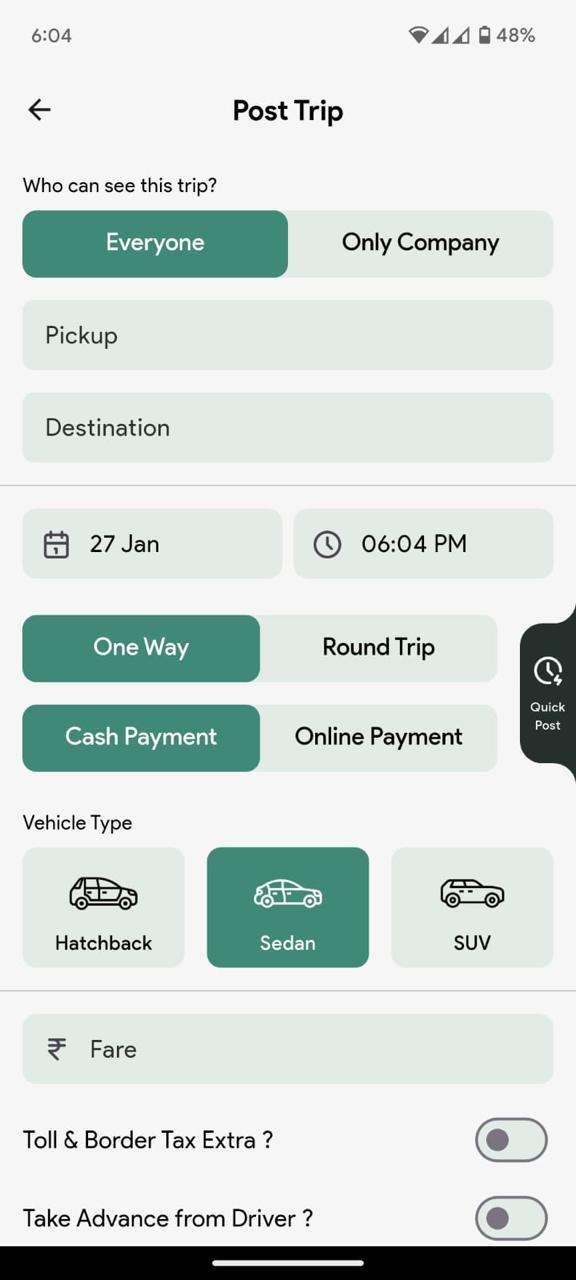 6:04
48%
Post Trip
Who can see this trip?
Everyone
Only Company
Pickup
Destination
27 Jan
06:04 PM
One Way
Round Trip
Quick
Post
Cash Payment
Online Payment
Vehicle Type
Hatchback
Sedan
SUV
₹ Fare
Toll & Border Tax Extra ?
Take Advance from Driver ?